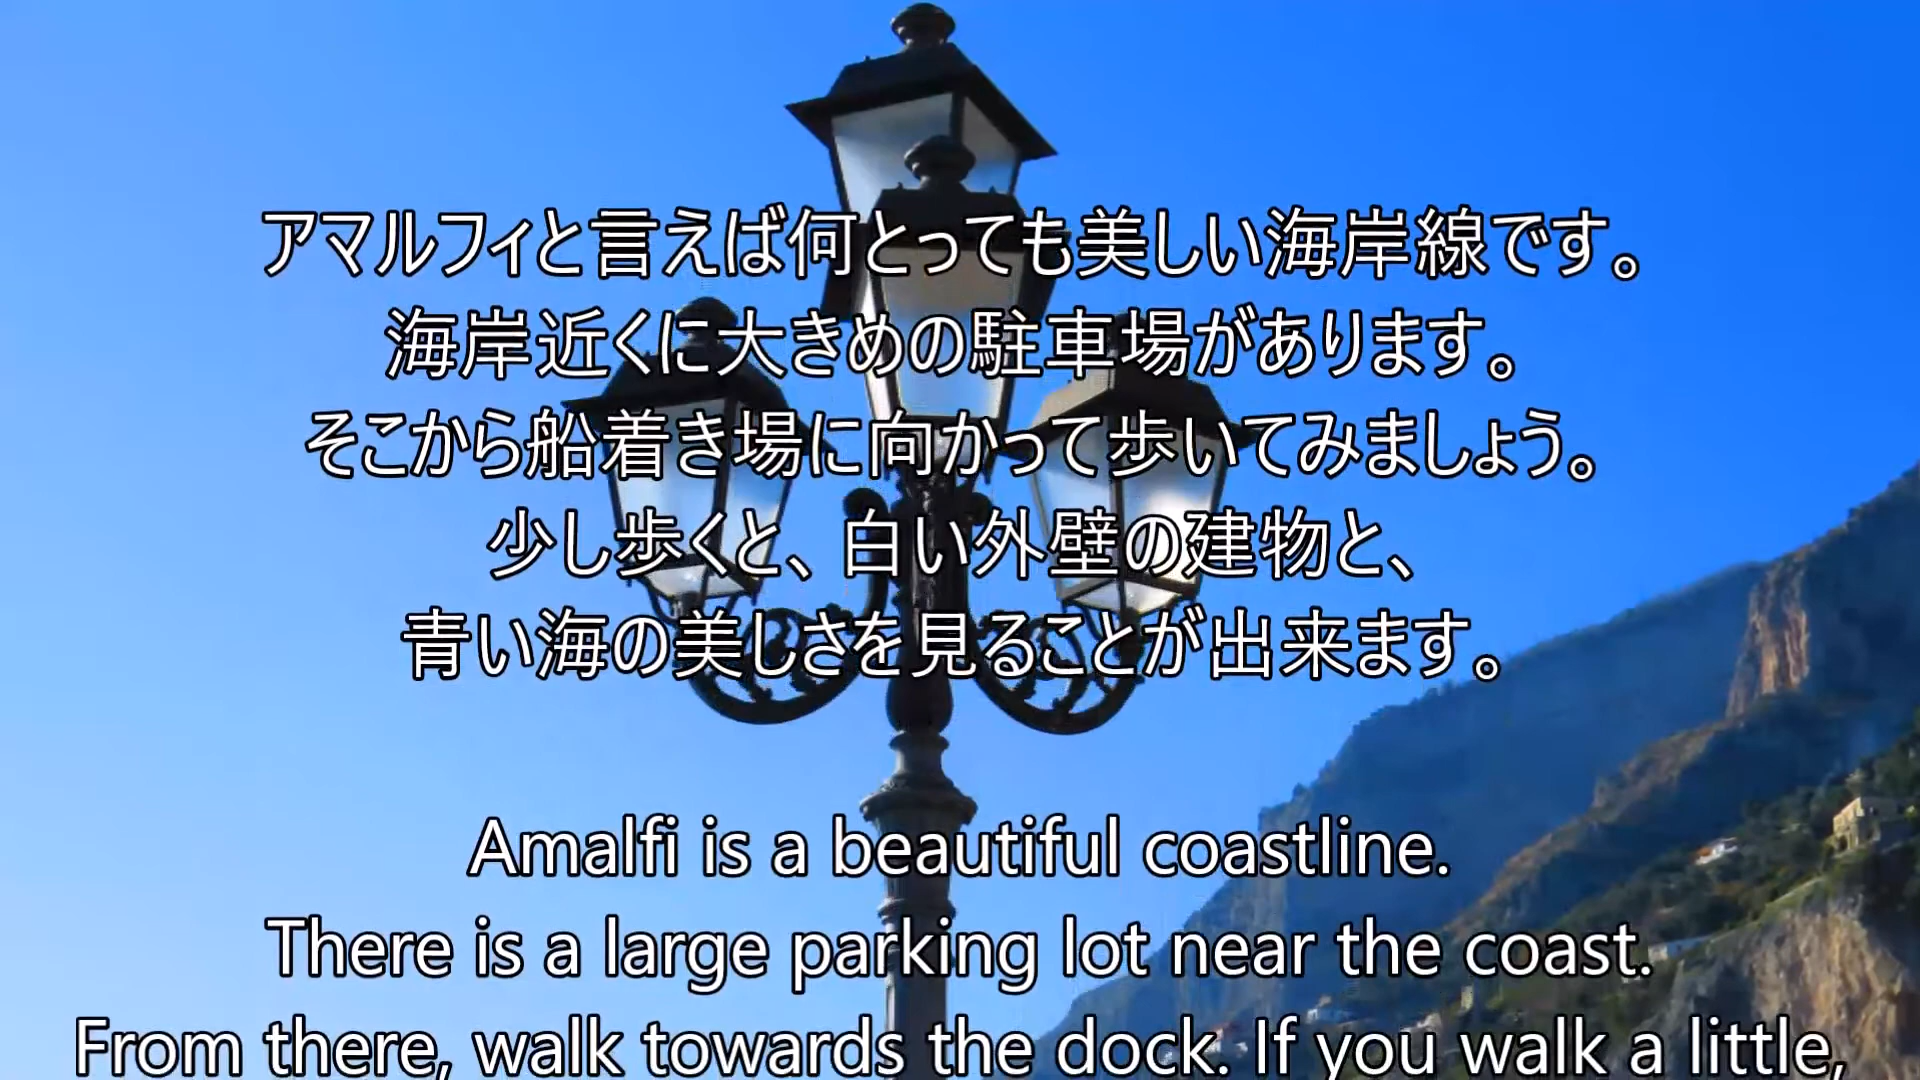 アマルフィと言えば何とっても美しい海岸線です。
海岸近くに大きめの駐車場があります。
そこから船着き場に向かって歩いてみましょう。
少し歩くと、白い外壁の建物と、
青い海の美しさを見ることが出来ます。
Amalfi is a beautiful coastline.
There is a large parking lot near the coast.
From there, walk towards the dock. If you walk a little,